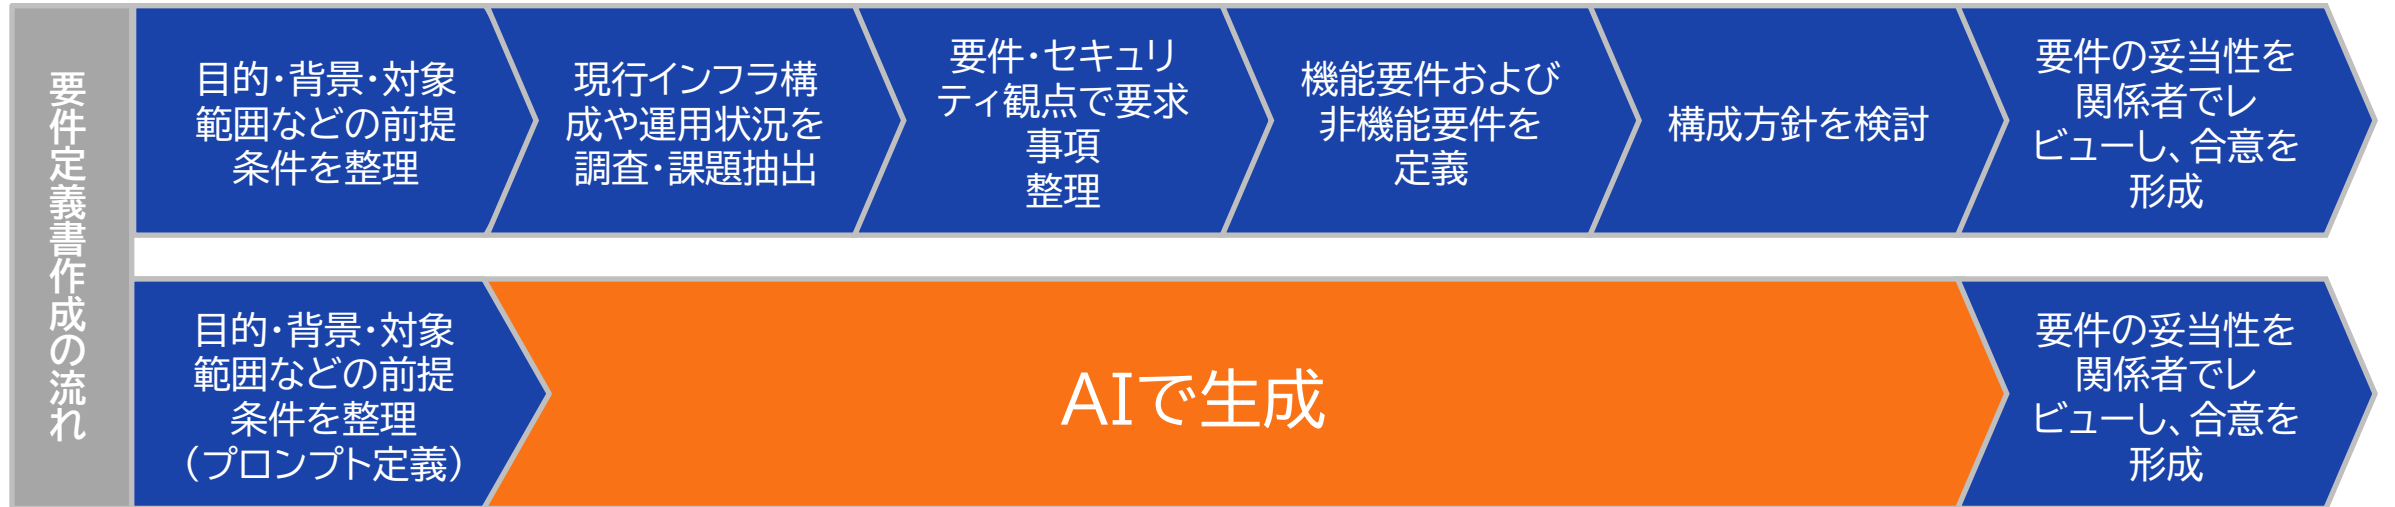 要件定義書作成の流れ
目的・背景・対象
範囲などの前提
条件を整理
現行インフラ構
成や運用状況を
調査・課題抽出
要件・セキュリ
ティ観点で要求
事項
整理
機能要件および
非機能要件を
定義
構成方針を検討
要件の妥当性を
関係者でレ
ビューし、合意を
形成
目的・背景・対象
範囲などの前提
条件を整理
（プロンプト定義）
AIで生成
要件の妥当性を
関係者でレ
ビューし、合意を
形成